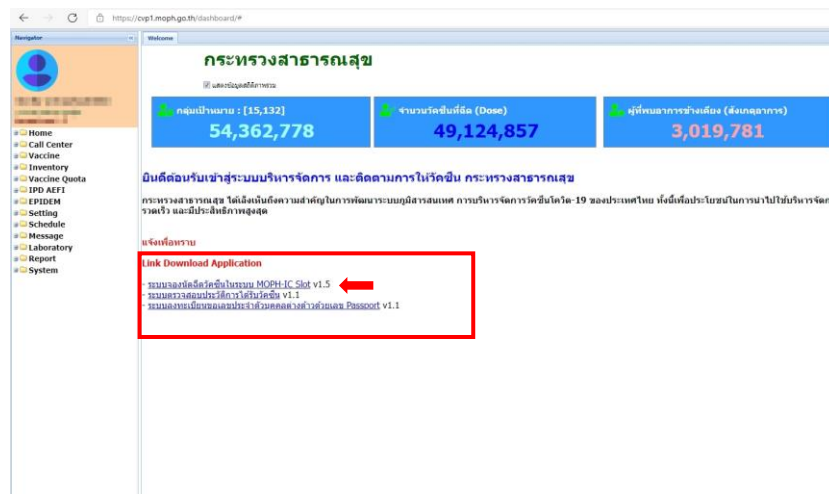 https://cvp1.moph.go.th/dashboard/#
Navigator
Welcome
กระทรวงสาธารณสุข
แสดงข้อมูลสถิติภาพรวม
กลุ่มเป้าหมาย : [15,132]
54,362,778
จำนวนวัคซีนที่ฉีด (Dose)
49,124,857
ผู้ที่พบอาการข้างเคียง (สังเกตอาการ)
3,019,781
Home
Call Center
Vaccine
Inventory
Vaccine Quota
IPD AEFI
EPIDEM
Setting
Schedule
Message
Laboratory
Report
System
ยินดีต้อนรับเข้าสู่ระบบบริหารจัดการ และติดตามการให้วัคซีน กระทรวงสาธารณสุข
กระทรวงสาธารณสุข ได้เล็งเห็นถึงความสำคัญในการพัฒนาระบบภูมิสารสนเทศ การบริหารจัดการวัคซีนโควิด-19 ของประเทศไทย ทั้งนี้เพื่อประโยชน์ในการนำไปใช้บริหารจัดก
รวดเร็ว และมีประสิทธิภาพสูงสุด
แจ้งเพื่อทราบ
Link Download Application
- ระบบจองนัดฉีดวัคซีนในระบบ MOPH-IC Slot v1.5
- ระบบตรวจสอบประวัติการได้รับวัคซีน v1.1
- ระบบลงทะเบียนขอเลขประจำตัวบุคคลต่างด้าวด้วยเลข Passport v1.1